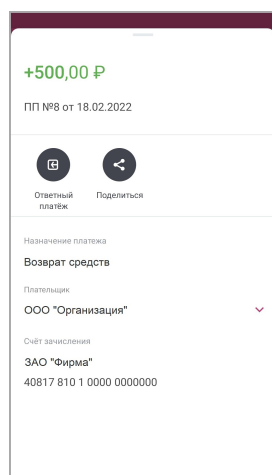 +500,00 ₽
ПП №8 от 18.02.2022
Ответный Поделиться
платёж
Назначение платежа
Возврат средств
Плательщик
ООО "Организация"
Счёт зачисления
ЗАО "Фирма"
40817 810 1 0000 0000000